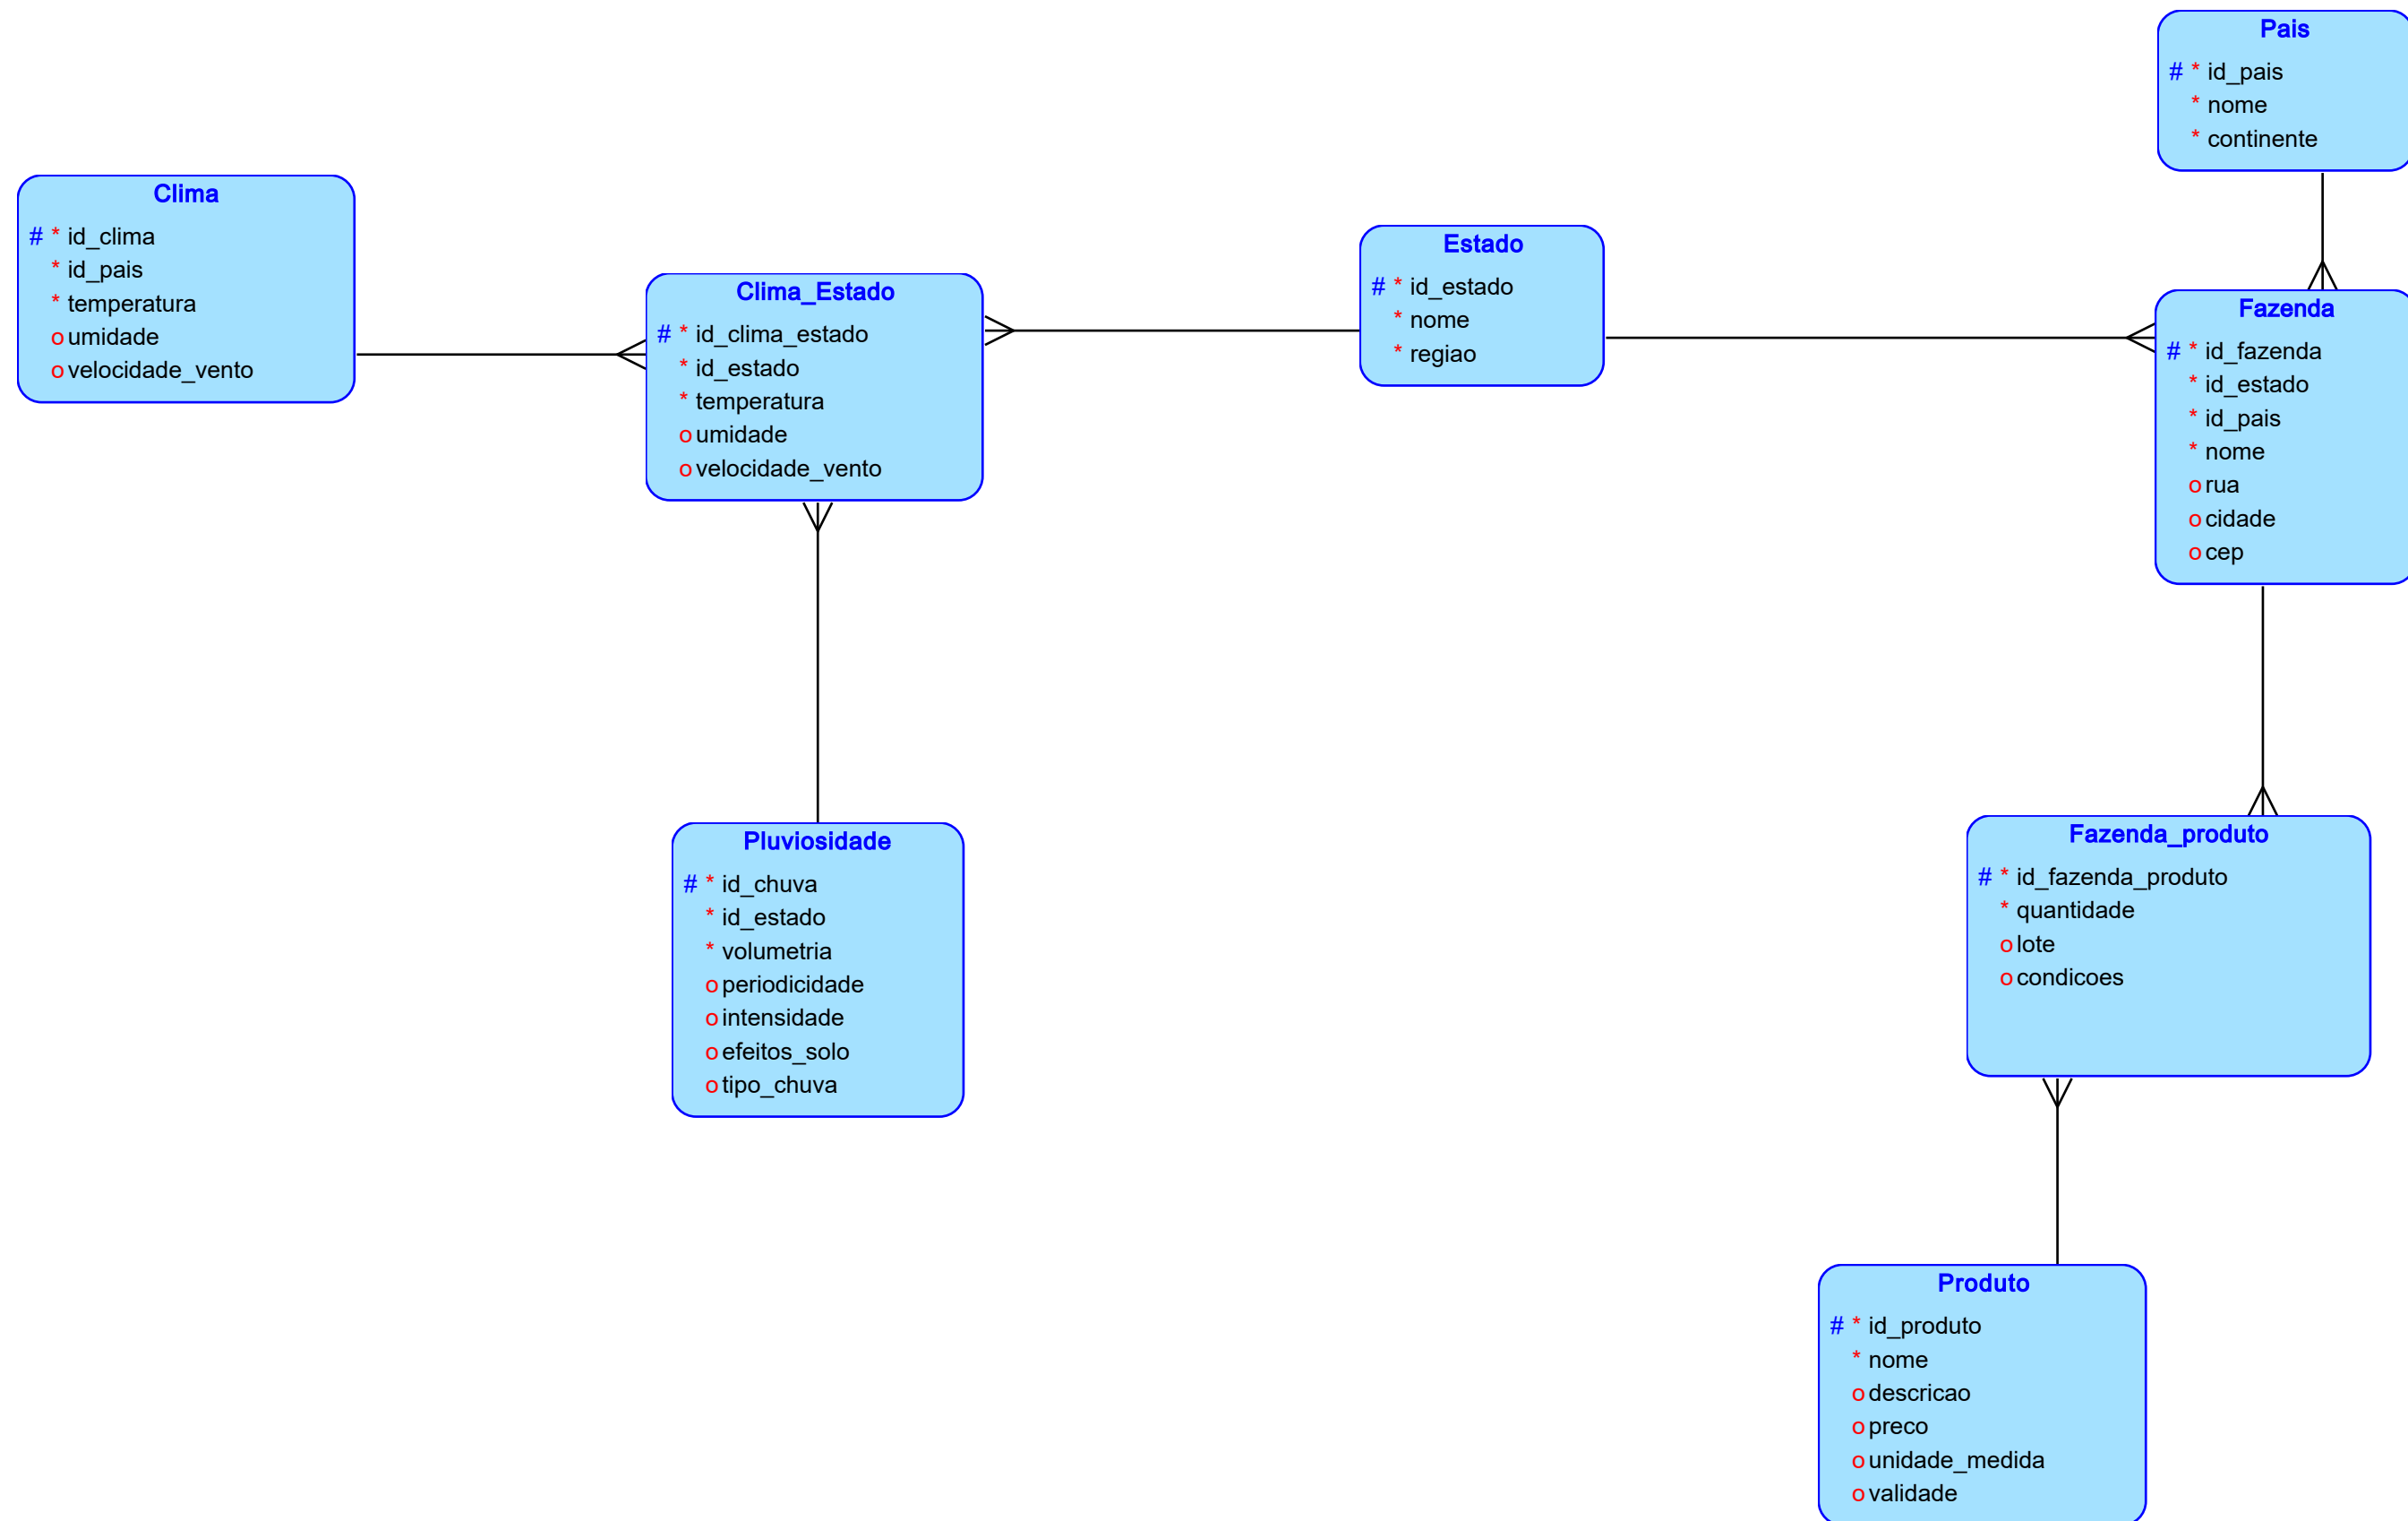 Pais
# * id_pais
* nome
* continente
Clima
# * id_clima
* id_pais
* temperatura
o umidade
o velocidade_vento
Estado
# * id_estado
* nome
* regiao
Clima_Estado
# * id_clima_estado
* id_estado
* temperatura
o umidade
o velocidade_vento
Fazenda
# * id_fazenda
* id_estado
* id_pais
* nome
o rua
o cidade
o cep
Pluviosidade
# * id_chuva
* id_estado
* volumetria
o periodicidade
o intensidade
o efeitos_solo
o tipo_chuva
Fazenda_produto
# * id_fazenda_produto
* quantidade
o lote
o condicoes
Produto
# * id_produto
* nome
o descricao
o preco
o unidade_medida
o validade